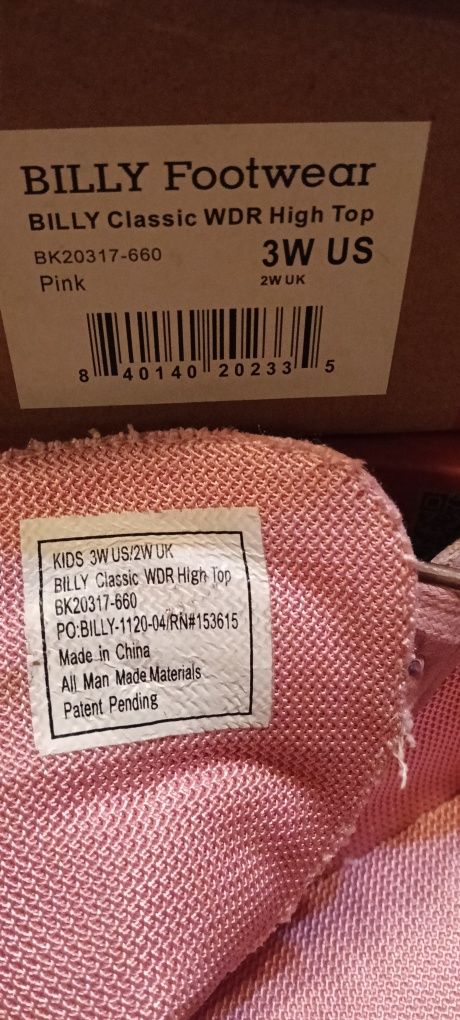 BILLY Footwear
BILLY Classic WDR High Top
BK20317-660 3W US
Pink 2W UK
8 40140 20233 5
KIDS 3W US/2W UK
BILLY Classic WDR High Top
BK20317-660
PO:BILLY-1120-04/RN#153615
Made in China
All Man Made Materials
Patent Pending